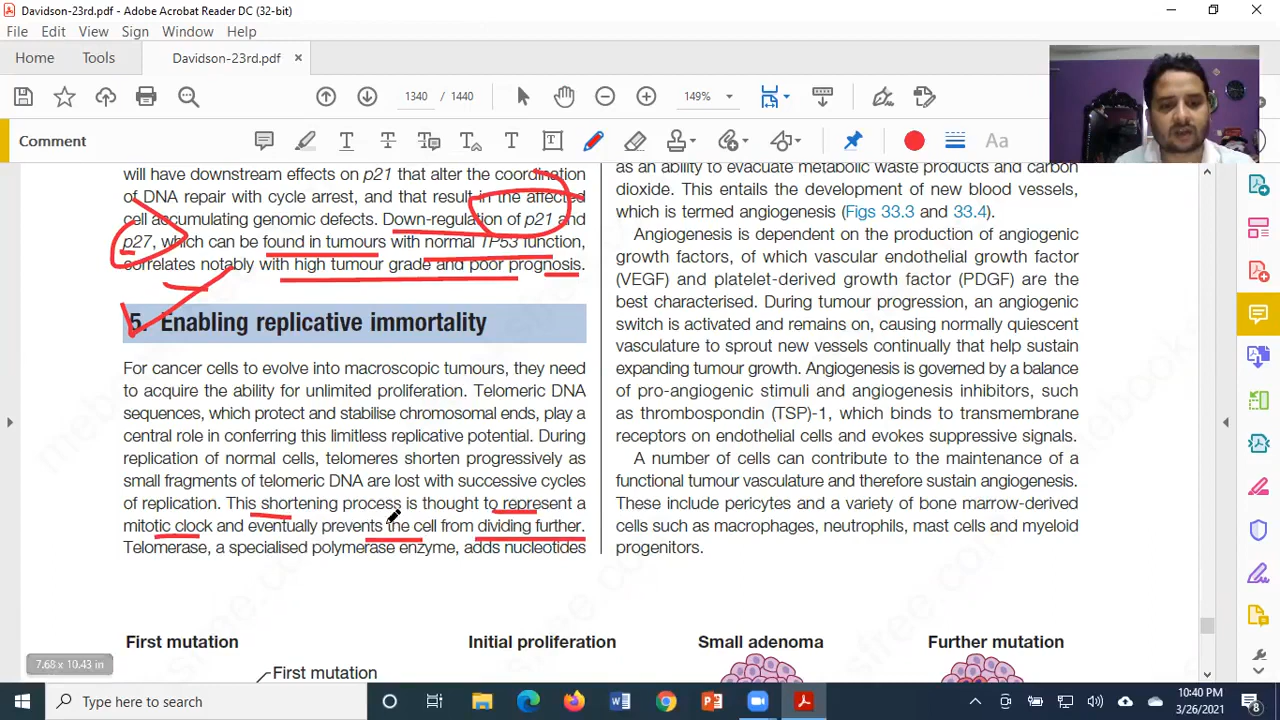 Davidson-23rd.pdf - Adobe Acrobat Reader DC (32-bit)
File Edit View Sign Window Help
Home Tools Davidson-23rd.pdf ×
1340 / 1440 149%
Comment
will have downstream effects on p21 that alter the coordination
of DNA repair with cycle arrest, and that result in the affected
cell accumulating genomic defects. Down-regulation of p21 and
p27, which can be found in tumours with normal TP53 function,
correlates notably with high tumour grade and poor prognosis.
5. Enabling replicative immortality
For cancer cells to evolve into macroscopic tumours, they need
to acquire the ability for unlimited proliferation. Telomeric DNA
sequences, which protect and stabilise chromosomal ends, play a
central role in conferring this limitless replicative potential. During
replication of normal cells, telomeres shorten progressively as
small fragments of telomeric DNA are lost with successive cycles
of replication. This shortening process is thought to represent a
mitotic clock and eventually prevents the cell from dividing further.
Telomerase, a specialised polymerase enzyme, adds nucleotides
as an ability to evacuate metabolic waste products and carbon
dioxide. This entails the development of new blood vessels,
which is termed angiogenesis (Figs 33.3 and 33.4).
Angiogenesis is dependent on the production of angiogenic
growth factors, of which vascular endothelial growth factor
(VEGF) and platelet-derived growth factor (PDGF) are the
best characterised. During tumour progression, an angiogenic
switch is activated and remains on, causing normally quiescent
vasculature to sprout new vessels continually that help sustain
expanding tumour growth. Angiogenesis is governed by a balance
of pro-angiogenic stimuli and angiogenesis inhibitors, such
as thrombospondin (TSP)-1, which binds to transmembrane
receptors on endothelial cells and evokes suppressive signals.
A number of cells can contribute to the maintenance of a
functional tumour vasculature and therefore sustain angiogenesis.
These include pericytes and a variety of bone marrow-derived
cells such as macrophages, neutrophils, mast cells and myeloid
progenitors.
First mutation Initial proliferation Small adenoma Further mutation
7.68 x 10.43 in
First mutation
Type here to search
10:40 PM
3/26/2021
8